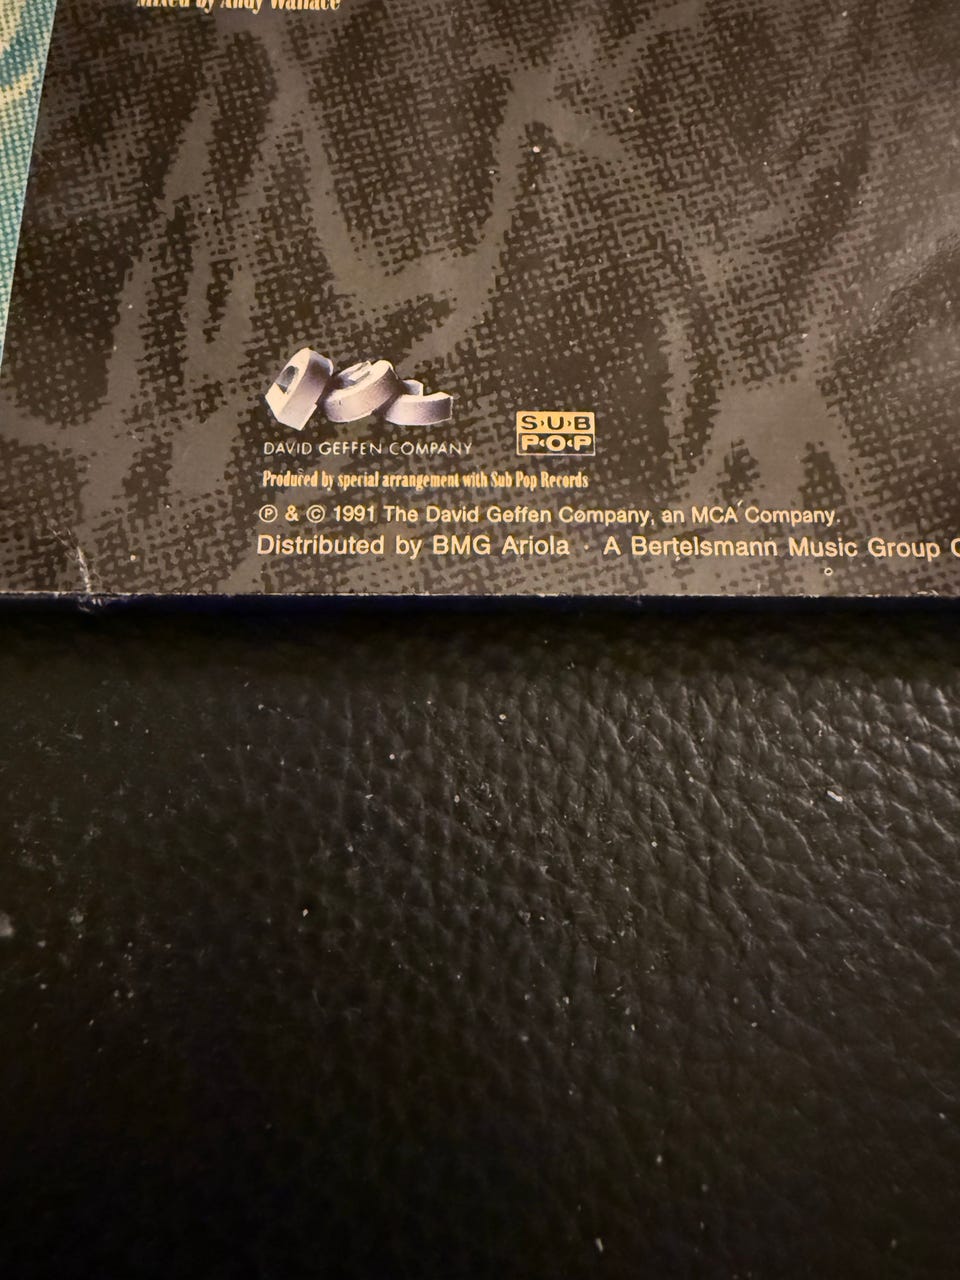 Mixed by Andy Wallace
DGC
DAVID GEFFEN COMPANY
SUB
POP
Produced by special arrangement with Sub Pop Records
℗ & © 1991 The David Geffen Company, an MCA Company.
Distributed by BMG Ariola · A Bertelsmann Music Group